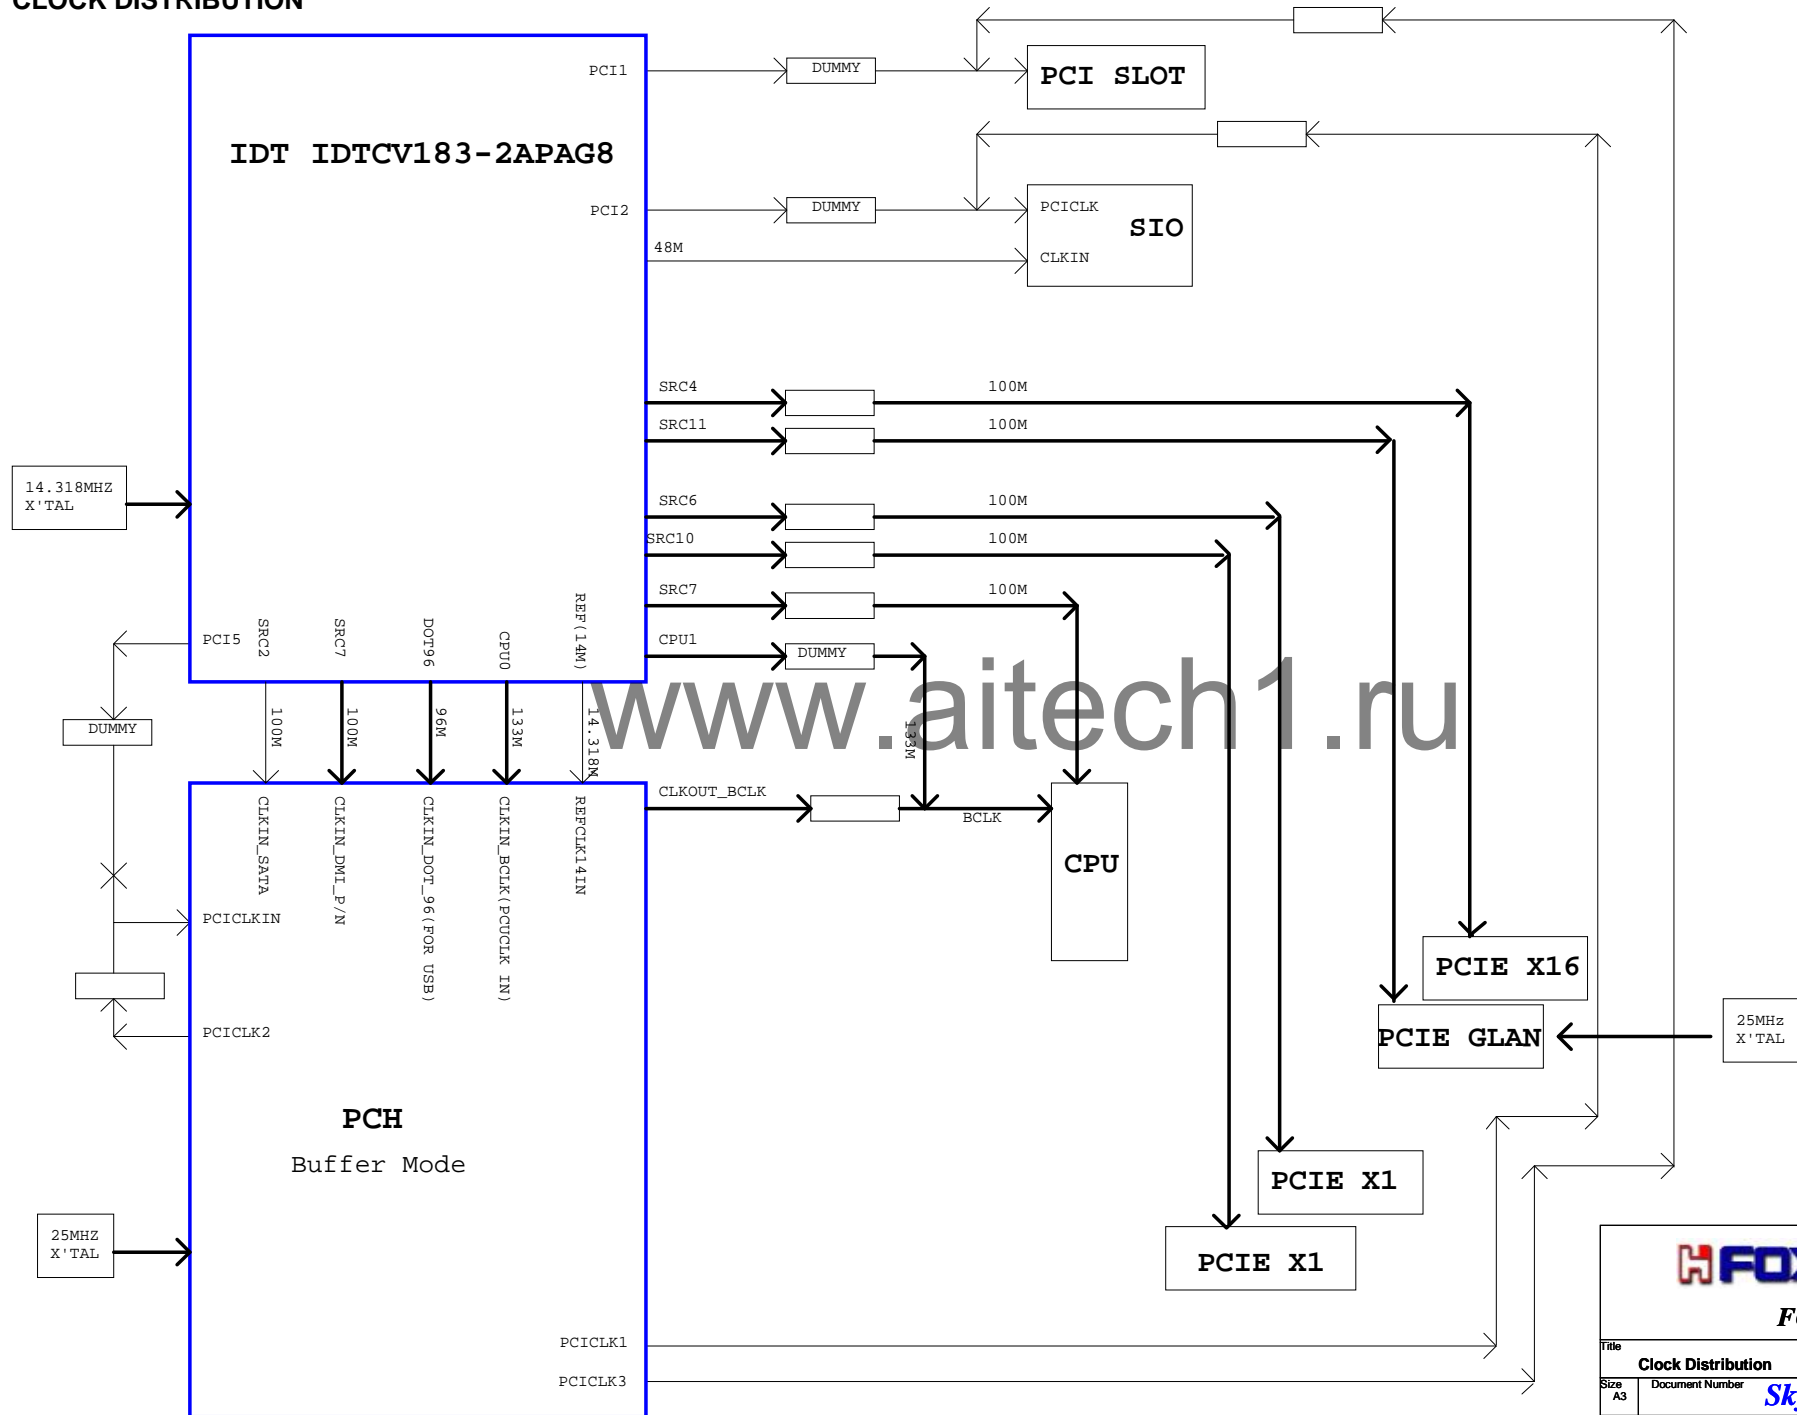 CLOCK DISTRIBUTION
PCI1
DUMMY
PCI SLOT
IDT IDTCV183-2APAG8
PCI2
DUMMY
PCICLK
SIO
48M
CLKIN
SRC4
100M
SRC11
100M
14.318MHZ
X'TAL
SRC6
100M
SRC10
100M
SRC7
100M
CPU1
DUMMY
PCI5
SRC2
SRC7
DOT96
CPU0
REF(14M)
www.aitech1.ru
DUMMY
100M
100M
96M
133M
14.318M
133M
CLKOUT_BCLK
BCLK
CPU
CLKIN_SATA
CLKIN_DMI_P/N
CLKIN_DOT_96(FOR USB)
CLKIN_BCLK(PCUCLK IN)
REFCLK14IN
PCICLKIN
PCICLK2
PCIE X16
PCIE GLAN
25MHz
X'TAL
PCH
Buffer Mode
PCIE X1
PCIE X1
25MHZ
X'TAL
PCICLK1
PCICLK3
Title
Clock Distribution
Size
A3
Document Number